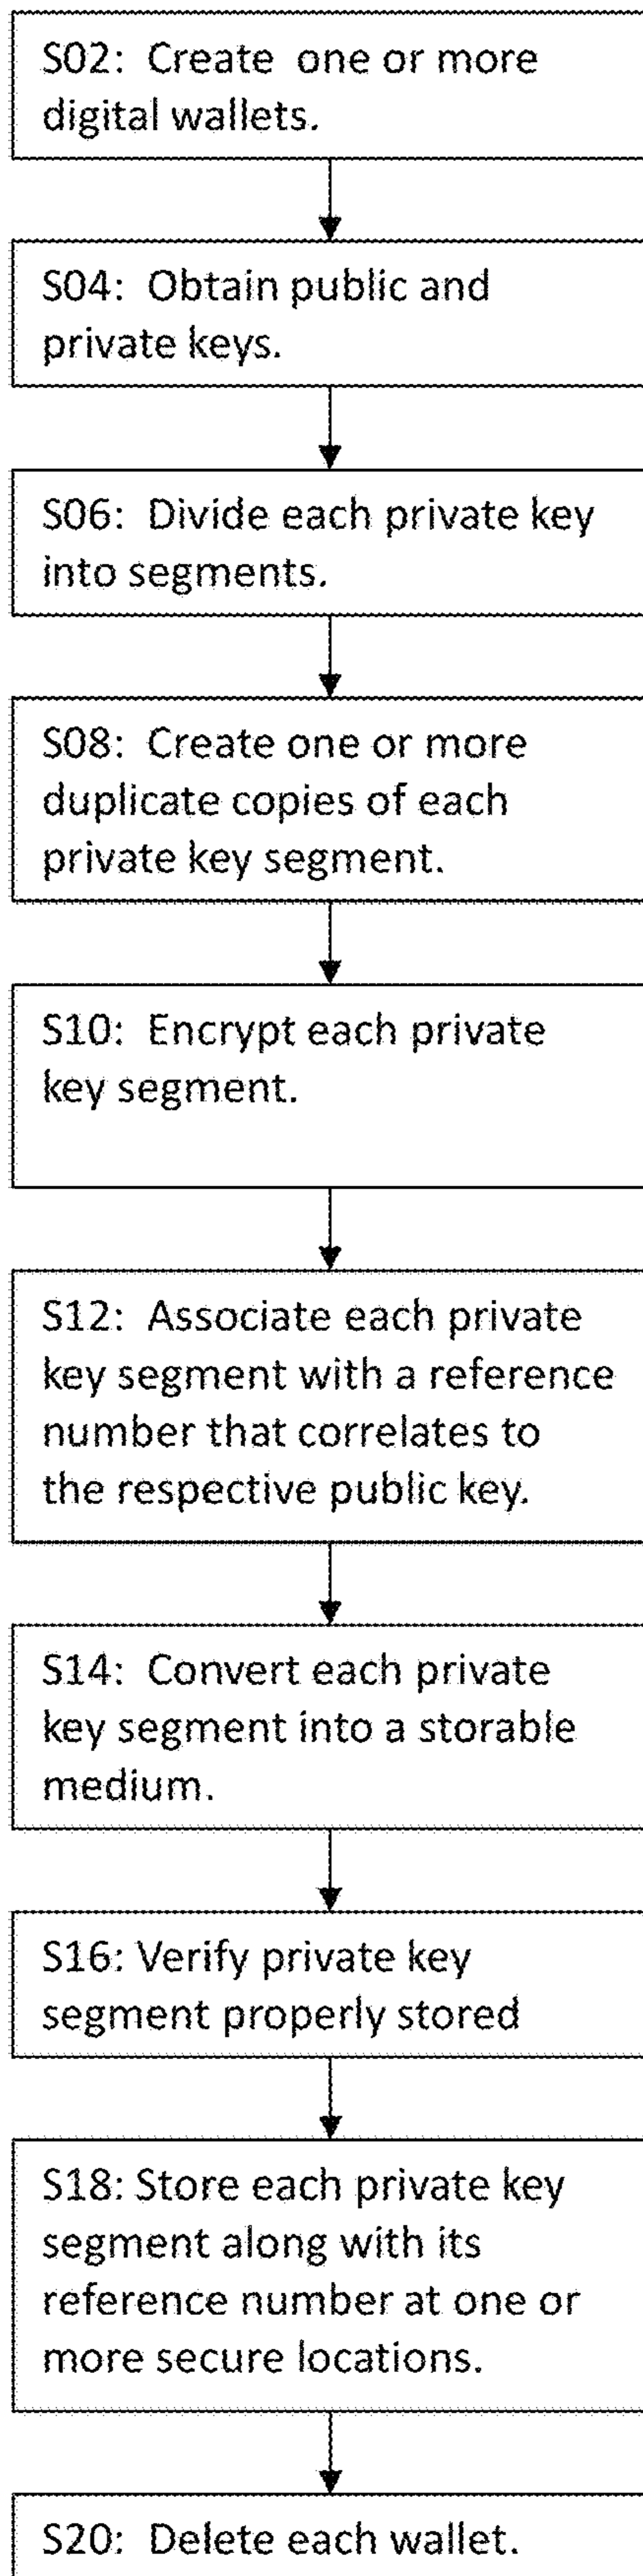 S02: Create one or more
digital wallets.
S04: Obtain public and
private keys.
S06: Divide each private key
into segments.
S08: Create one or more
duplicate copies of each
private key segment.
S10: Encrypt each private
key segment.
S12: Associate each private
key segment with a reference
number that correlates to
the respective public key.
S14: Convert each private
key segment into a storable
medium.
S16: Verify private key
segment properly stored
S18: Store each private key
segment along with its
reference number at one or
more secure locations.
S20: Delete each wallet.